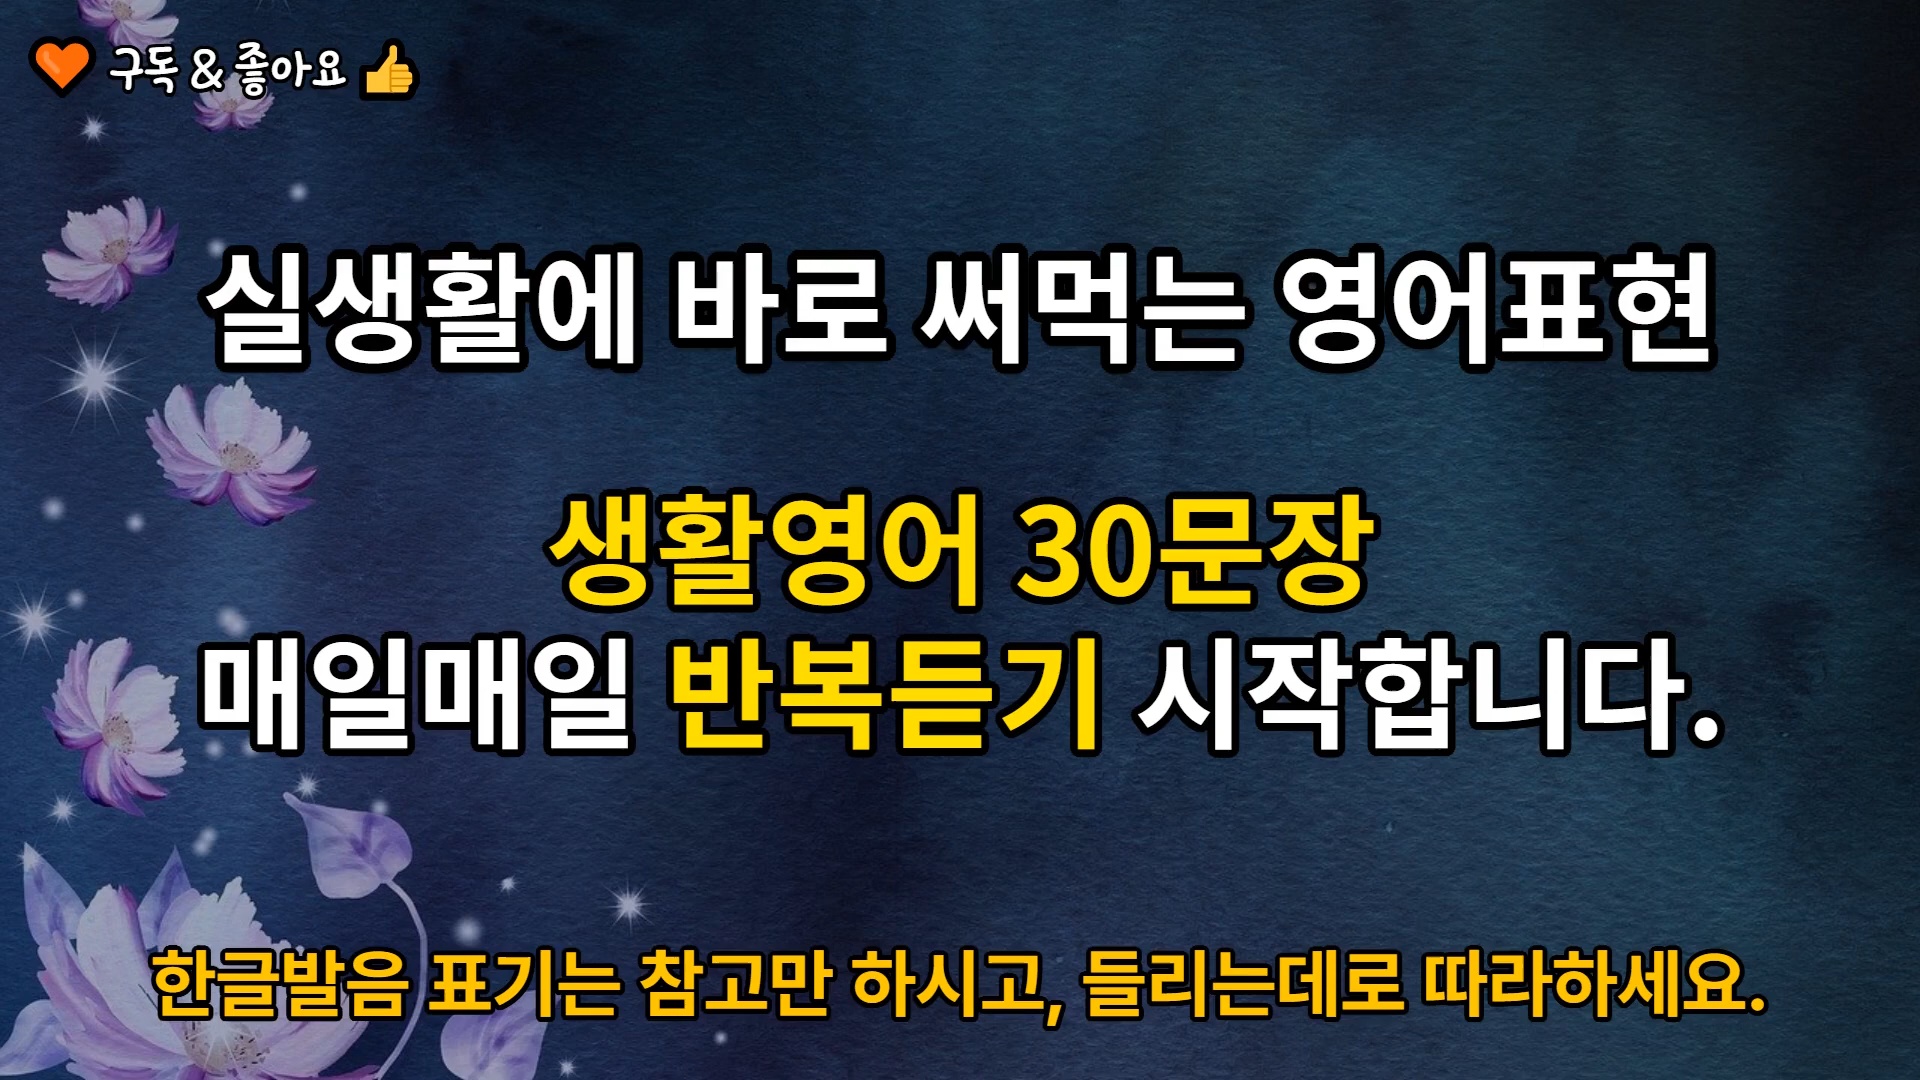 구독 & 좋아요
실생활에 바로 써먹는 영어표현
생활영어 30문장
매일매일 반복듣기 시작합니다.
한글발음 표기는 참고만 하시고, 들리는데로 따라하세요.